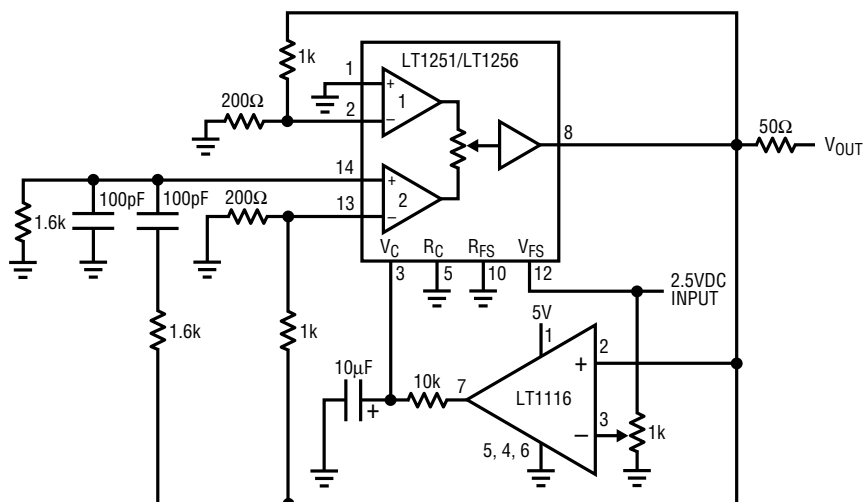 1k
LT1251/LT1256
1
+
1
200Ω
2
–
8
50Ω
VOUT
14
+
100pF
100pF
200Ω
13
2
–
1.6k
VC
RC
RFS
VFS
3
5
10
12
2.5VDC
INPUT
5V
1.6k
1k
1
2
10µF
10k
7
+
LT1116
+
3
–
1k
5, 4, 6